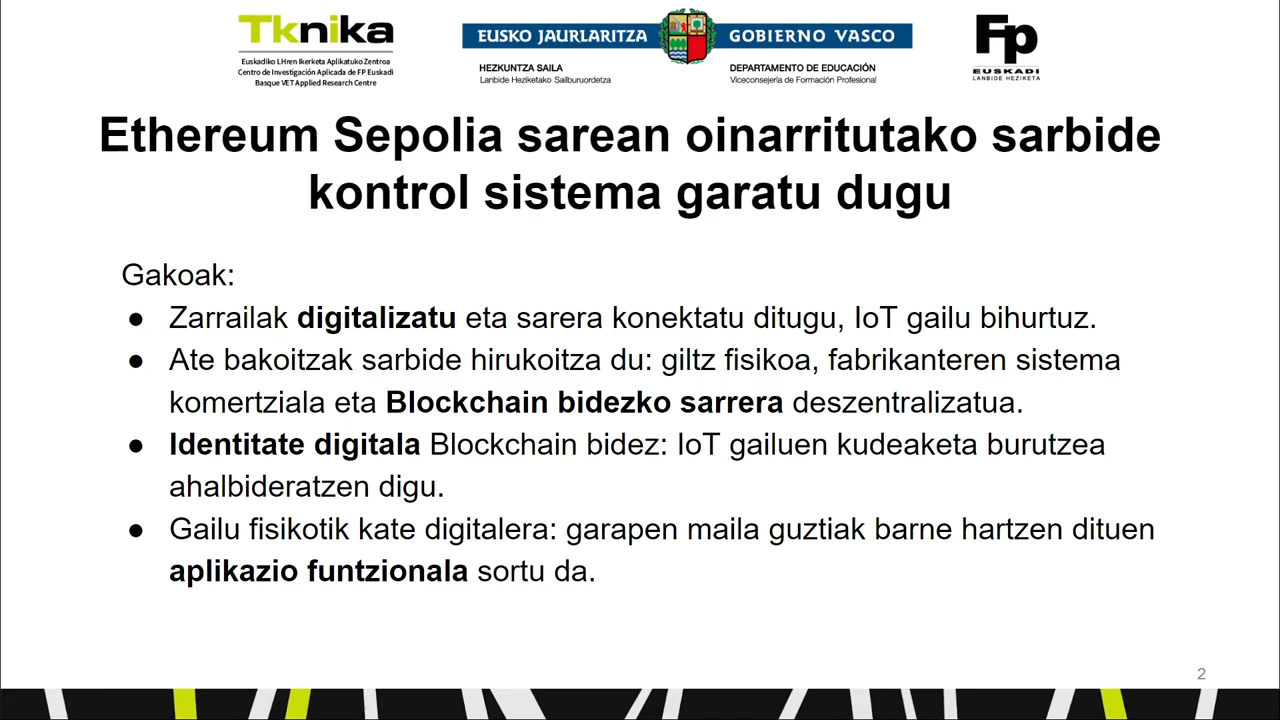 Tknika
Euskadiko LHren Ikerketa Aplikatuko Zentroa
Centro de Investigación Aplicada de FP Euskadi
Basque VET Applied Research Centre
EUSKO JAURLARITZA
GOBIERNO VASCO
HEZKUNTZA SAILA
Lanbide Heziketako Sailburuordetza
DEPARTAMENTO DE EDUCACIÓN
Viceconsejería de Formación Profesional
Fp
EUSKADI
LANBIDE HEZIKETA
Ethereum Sepolia sarean oinarritutako sarbide
kontrol sistema garatu dugu
Gakoak:
● Zarrailak digitalizatu eta sarera konektatu ditugu, IoT gailu bihurtuz.
● Ate bakoitzak sarbide hirukoitza du: giltz fisikoa, fabrikanteren sistema
komertziala eta Blockchain bidezko sarrera deszentralizatua.
● Identitate digitala Blockchain bidez: IoT gailuen kudeaketa burutzea
ahalbideratzen digu.
● Gailu fisikotik kate digitalera: garapen maila guztiak barne hartzen dituen
aplikazio funtzionala sortu da.
2